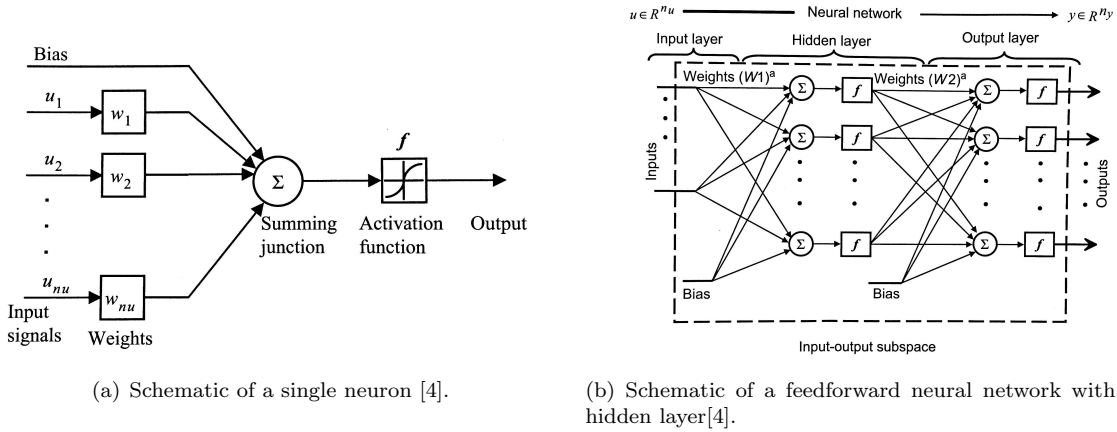 Bias
u1
w1
u2
w2
unu
wnu
Input
signals
Weights
Σ
Summing
junction
f
Activation
function
Output
(a) Schematic of a single neuron [4].
u ∈ R^nu
Neural network
y ∈ R^ny
Input layer
Hidden layer
Output layer
Weights (W1)ᵃ
Weights (W2)ᵃ
Σ f Σ f
Σ f Σ f
Inputs
Outputs
Σ f Σ f
Bias
Bias
Input-output subspace
(b) Schematic of a feedforward neural network with
hidden layer[4].